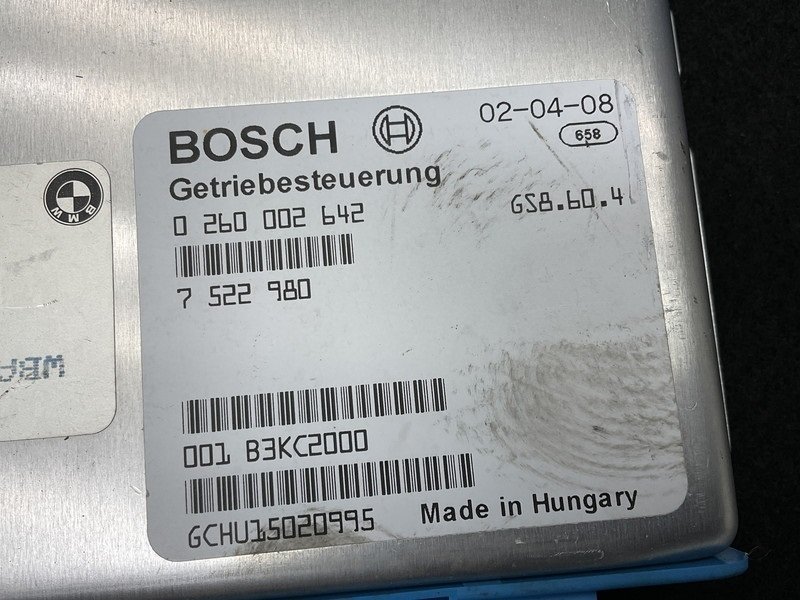 BOSCH
02-04-08
658
Getriebesteuerung
0 260 002 642
GS8.60.4
7 522 980
001 B3KC2000
GCHU15020995
Made in Hungary
BMW